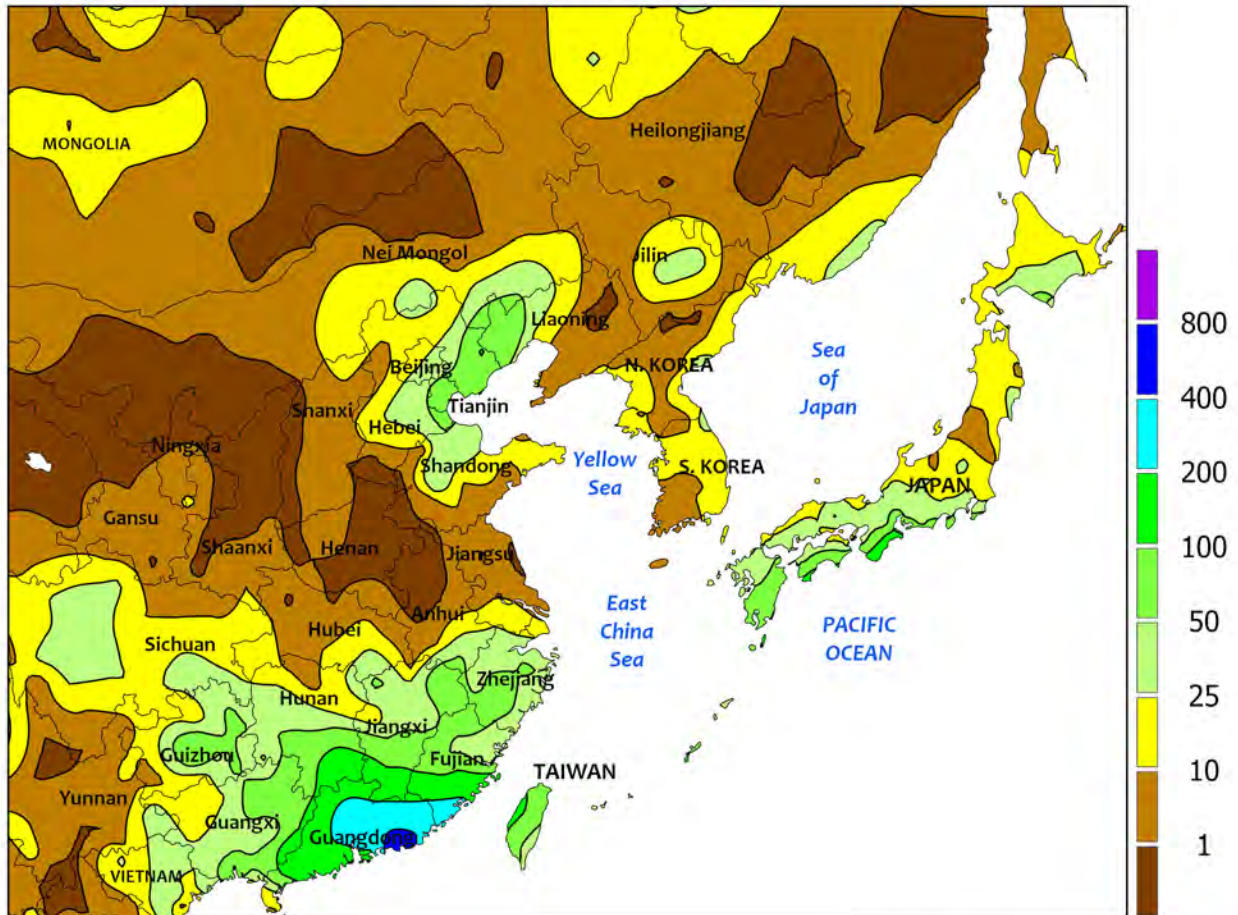 Heilongjiang
MONGOLIA
Nei Mongol
Jilin
Liaoning
Beijing
N. KOREA
Sea
of
Japan
Shanxi
Tianjin
Hebei
Ningxia
Shandong
Yellow
Sea
S. KOREA
JAPAN
Gansu
Shaanxi
Henan
Jiangsu
Anhui
Hubei
East
China
Sea
PACIFIC
OCEAN
Sichuan
Zhejiang
Hunan
Jiangxi
Guizhou
Fujian
TAIWAN
Yunnan
Guangxi
Guangdong
VIETNAM
800
400
200
100
50
25
10
1